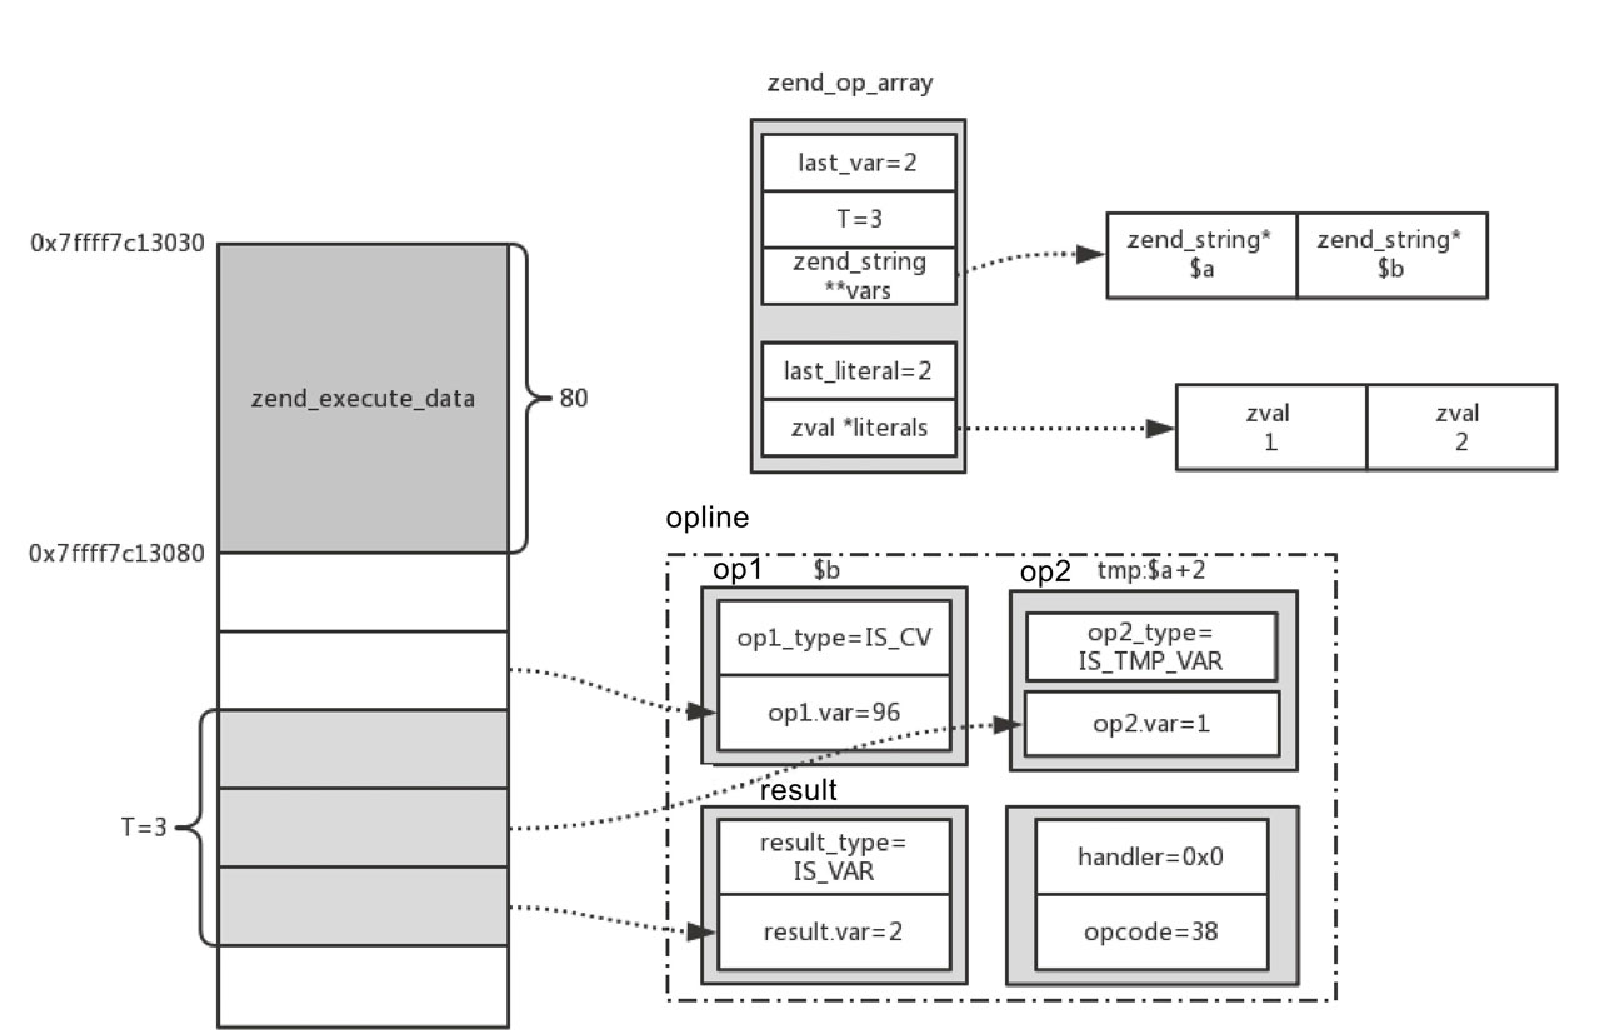 zend_op_array
last_var=2
T=3
zend_string
**vars
last_literal=2
zval *literals
zend_string*
$a
zend_string*
$b
zval
1
zval
2
0x7ffff7c13030
zend_execute_data
80
0x7ffff7c13080
T=3
opline
op1 $b
op1_type=IS_CV
op1.var=96
op2 tmp:$a+2
op2_type=
IS_TMP_VAR
op2.var=1
result
result_type=
IS_VAR
result.var=2
handler=0x0
opcode=38